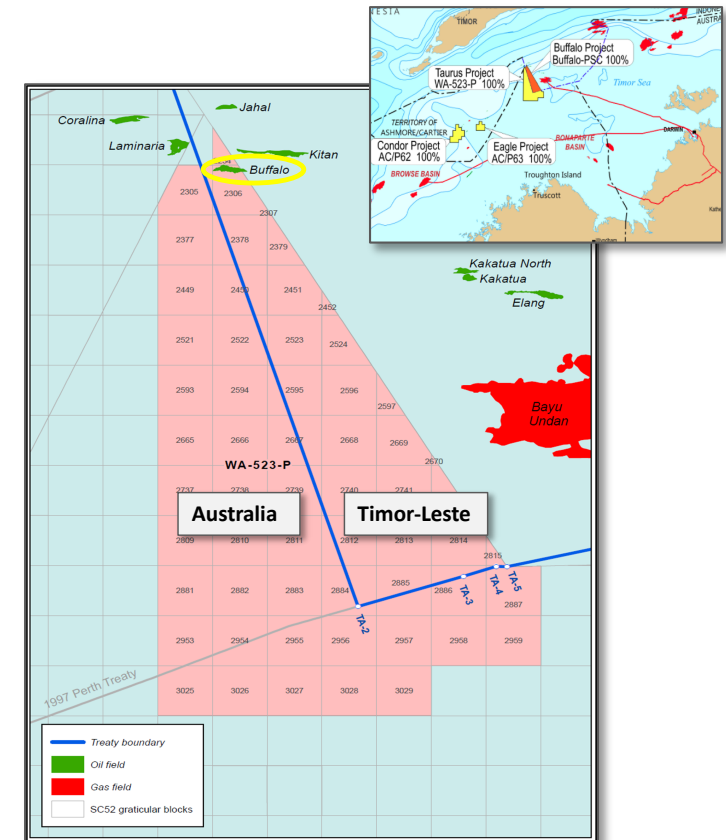 NESIA
TIMOR
INDONE
AUSTRA
Buffalo Project
Buffalo-PSC 100%
Taurus Project
WA-523-P 100%
Timor Sea
TERRITORY OF
ASHMORE/CARTIER
DARWIN
BONAPARTE
BASIN
Condor Project
AC/P62 100%
Eagle Project
AC/P63 100%
BROWSE BASIN
Troughton Island
Truscott
Kathe
Jahal
Coralina
Laminaria
Kitan
Buffalo
2305
2306
2307
2377
2378
2379
Kakatua North
Kakatua
Elang
2449
2450
2451
2452
2521
2522
2523
2524
2593
2594
2595
2596
2597
Bayu
Undan
2665
2666
2667
2668
2669
2670
WA-523-P
2737
2738
2739
2740
2741
Australia
Timor-Leste
2809
2810
2811
2812
2813
2814
2815
2881
2882
2883
2884
2885
2886
2887
TA-2
TA-3
TA-4
TA-5
2953
2954
2955
2956
2957
2958
2959
1997 Perth Treaty
3025
3026
3027
3028
3029
Treaty boundary
Oil field
Gas field
SC52 graticular blocks